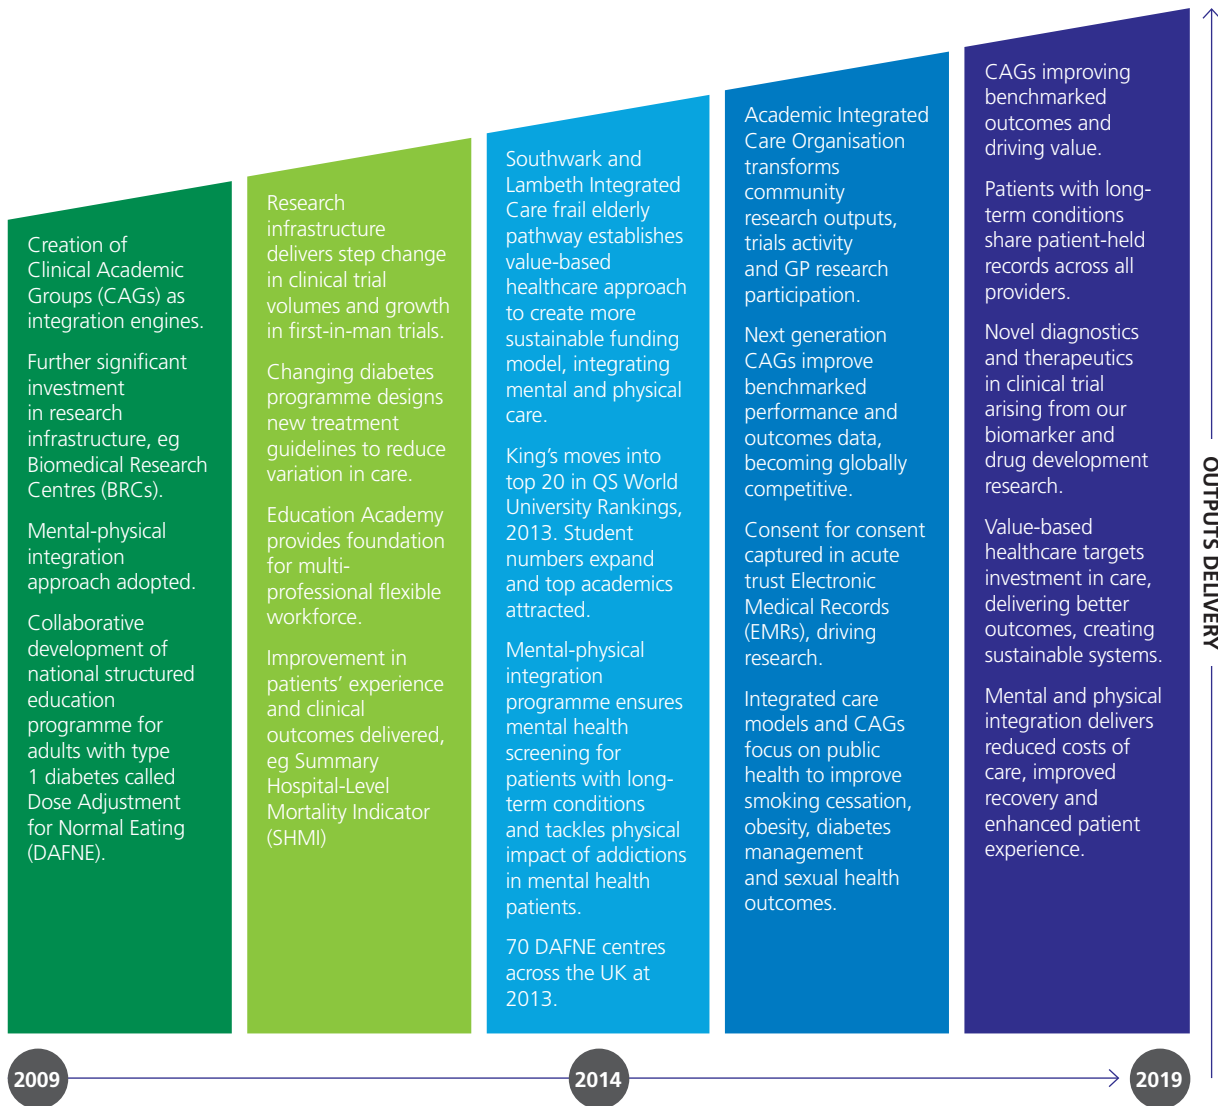 Creation of
Clinical Academic
Groups (CAGs) as
integration engines.
Further significant
investment
in research
infrastructure, eg
Biomedical Research
Centres (BRCs).
Mental-physical
integration
approach adopted.
Collaborative
development of
national structured
education
programme for
adults with type
1 diabetes called
Dose Adjustment
for Normal Eating
(DAFNE).
Research
infrastructure
delivers step change
in clinical trial
volumes and growth
in first-in-man trials.
Changing diabetes
programme designs
new treatment
guidelines to reduce
variation in care.
Education Academy
provides foundation
for multi-
professional flexible
workforce.
Improvement in
patients’ experience
and clinical
outcomes delivered,
eg Summary
Hospital-Level
Mortality Indicator
(SHMI)
Southwark and
Lambeth Integrated
Care frail elderly
pathway establishes
value-based
healthcare approach
to create more
sustainable funding
model, integrating
mental and physical
care.
King’s moves into
top 20 in QS World
University Rankings,
2013. Student
numbers expand
and top academics
attracted.
Mental-physical
integration
programme ensures
mental health
screening for
patients with long-
term conditions
and tackles physical
impact of addictions
in mental health
patients.
70 DAFNE centres
across the UK at
2013.
Academic Integrated
Care Organisation
transforms
community
research outputs,
trials activity
and GP research
participation.
Next generation
CAGs improve
benchmarked
performance and
outcomes data,
becoming globally
competitive.
Consent for consent
captured in acute
trust Electronic
Medical Records
(EMRs), driving
research.
Integrated care
models and CAGs
focus on public
health to improve
smoking cessation,
obesity, diabetes
management
and sexual health
outcomes.
CAGs improving
benchmarked
outcomes and
driving value.
Patients with long-
term conditions
share patient-held
records across all
providers.
Novel diagnostics
and therapeutics
in clinical trial
arising from our
biomarker and
drug development
research.
Value-based
healthcare targets
investment in care,
delivering better
outcomes, creating
sustainable systems.
Mental and physical
integration delivers
reduced costs of
care, improved
recovery and
enhanced patient
experience.
OUTPUTS DELIVERY
2009
2014
2019